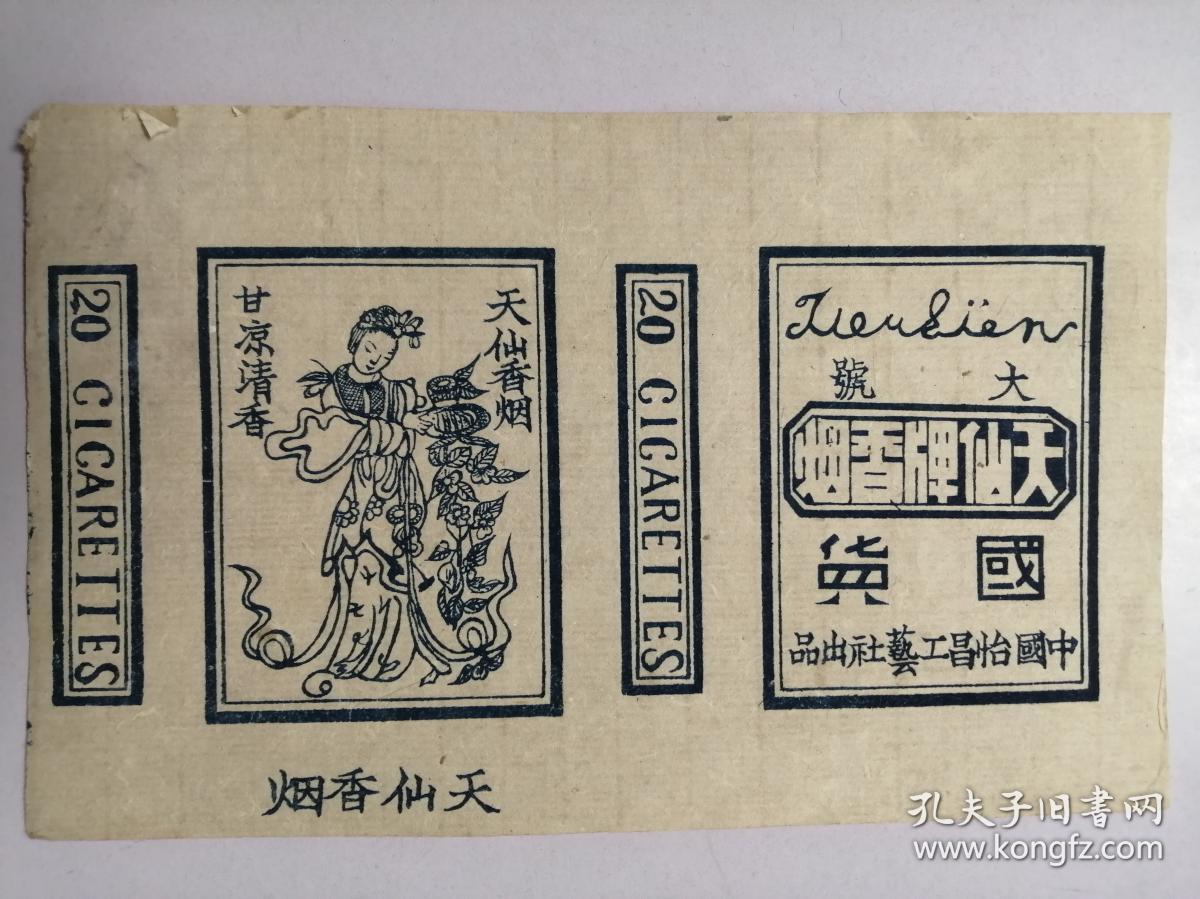 20 CIGARETTES
天仙香烟
甘凉清香
20 CIGARETTES
TienSien
大號
天仙牌香烟
國貨
中國怡昌工藝社出品
天仙香烟
孔夫子旧书网
www.kongfz.com